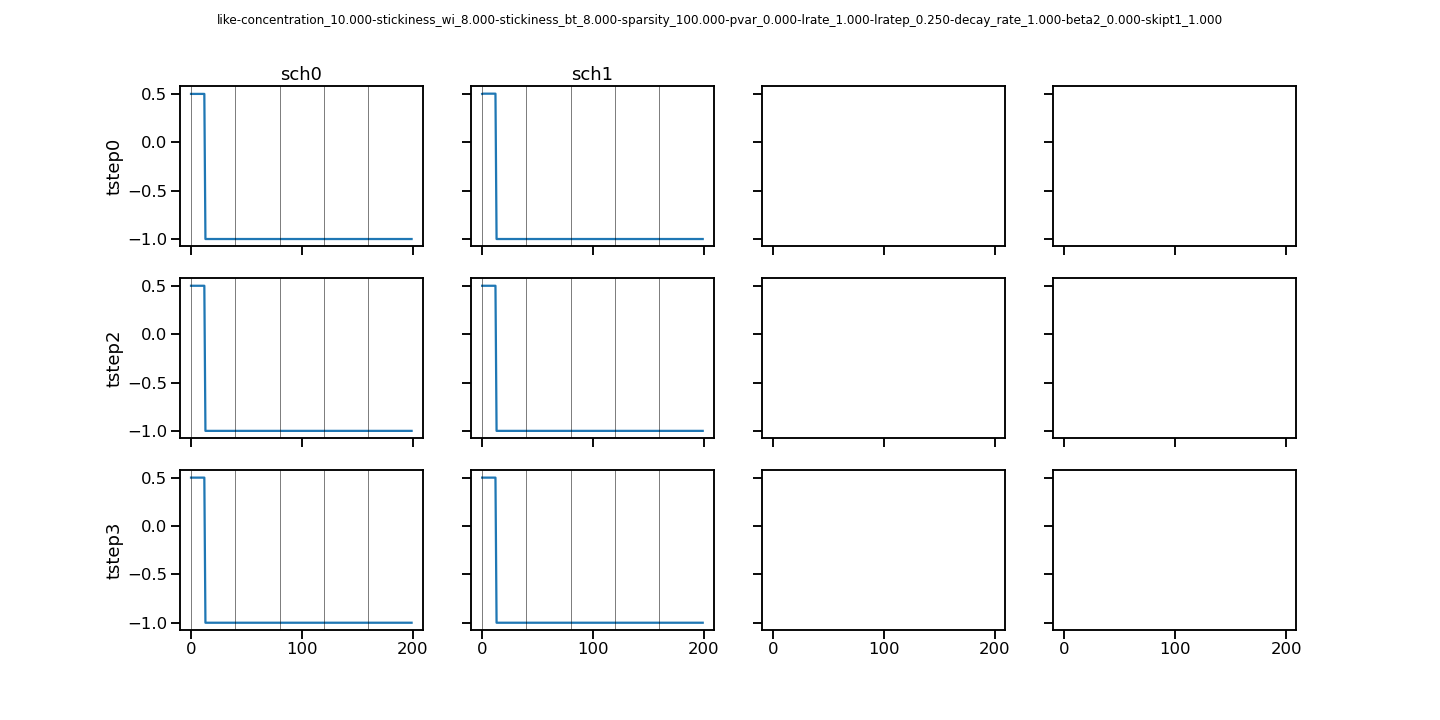 like-concentration_10.000-stickiness_wi_8.000-stickiness_bt_8.000-sparsity_100.000-pvar_0.000-lrate_1.000-lratep_0.250-decay_rate_1.000-beta2_0.000-skipt1_1.000
sch0 sch1
tstep0
0.5
0.0
−0.5
−1.0
tstep2
0.5
0.0
−0.5
−1.0
tstep3
0.5
0.0
−0.5
−1.0
0 100 200 0 100 200 0 100 200 0 100 200